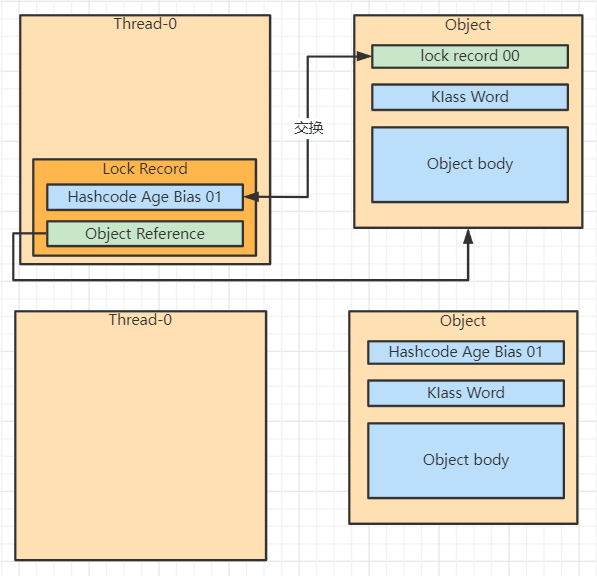 Thread-0
Object
lock record 00
Klass Word
交换
Object body
Lock Record
Hashcode Age Bias 01
Object Reference
Thread-0
Object
Hashcode Age Bias 01
Klass Word
Object body